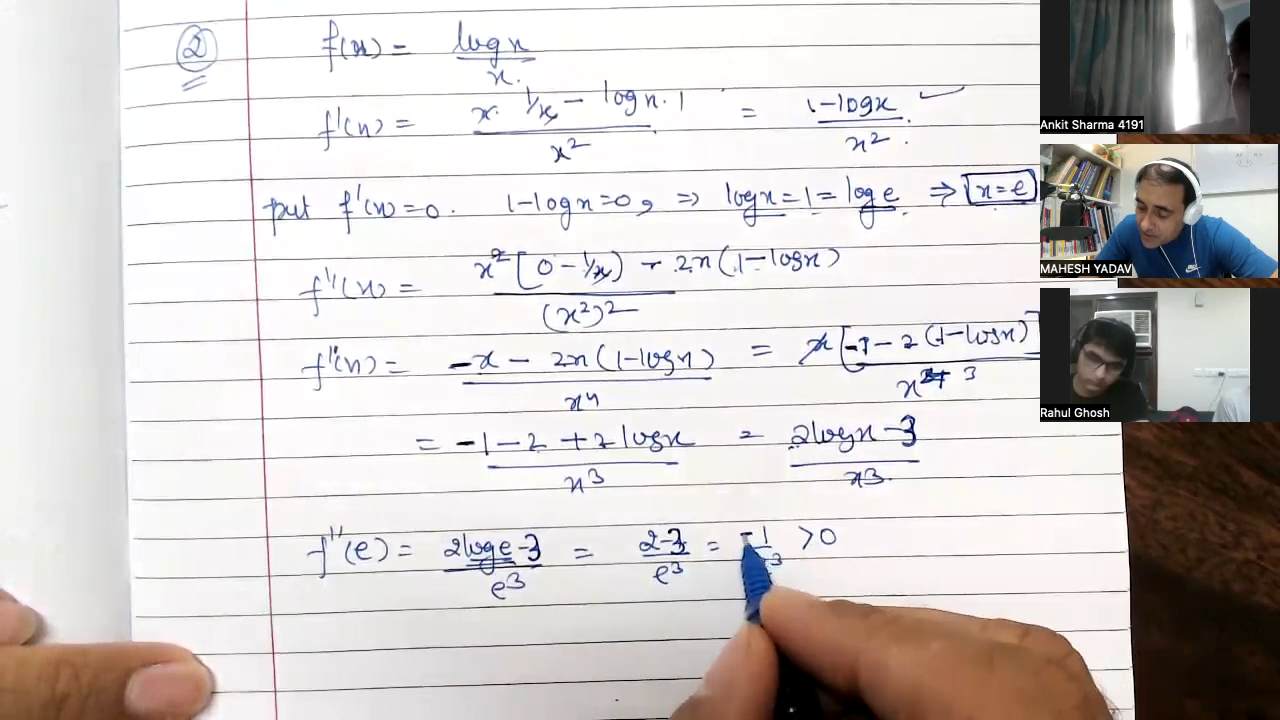 ② f(x) = log x / x.
f'(x) = x · 1/x − log x · 1 / x² = 1 − log x / x².
put f'(x) = 0. 1 − log x = 0, ⇒ log x = 1 = log e. ⇒ x = e
f''(x) = x² [0 − 1/x) − 2x (1 − log x) / (x²)²
f''(x) = −x − 2x (1 − log x) / x⁴ = x [−1 − 2 (1 − log x)] / x³
= −1 − 2 + 2 log x / x³ = 2 log x − 3 / x³
f''(e) = 2 log e − 3 / e³ = 2 − 3 / e³ = −1 / e³ > 0
Ankit Sharma 4191
MAHESH YADAV
Rahul Ghosh